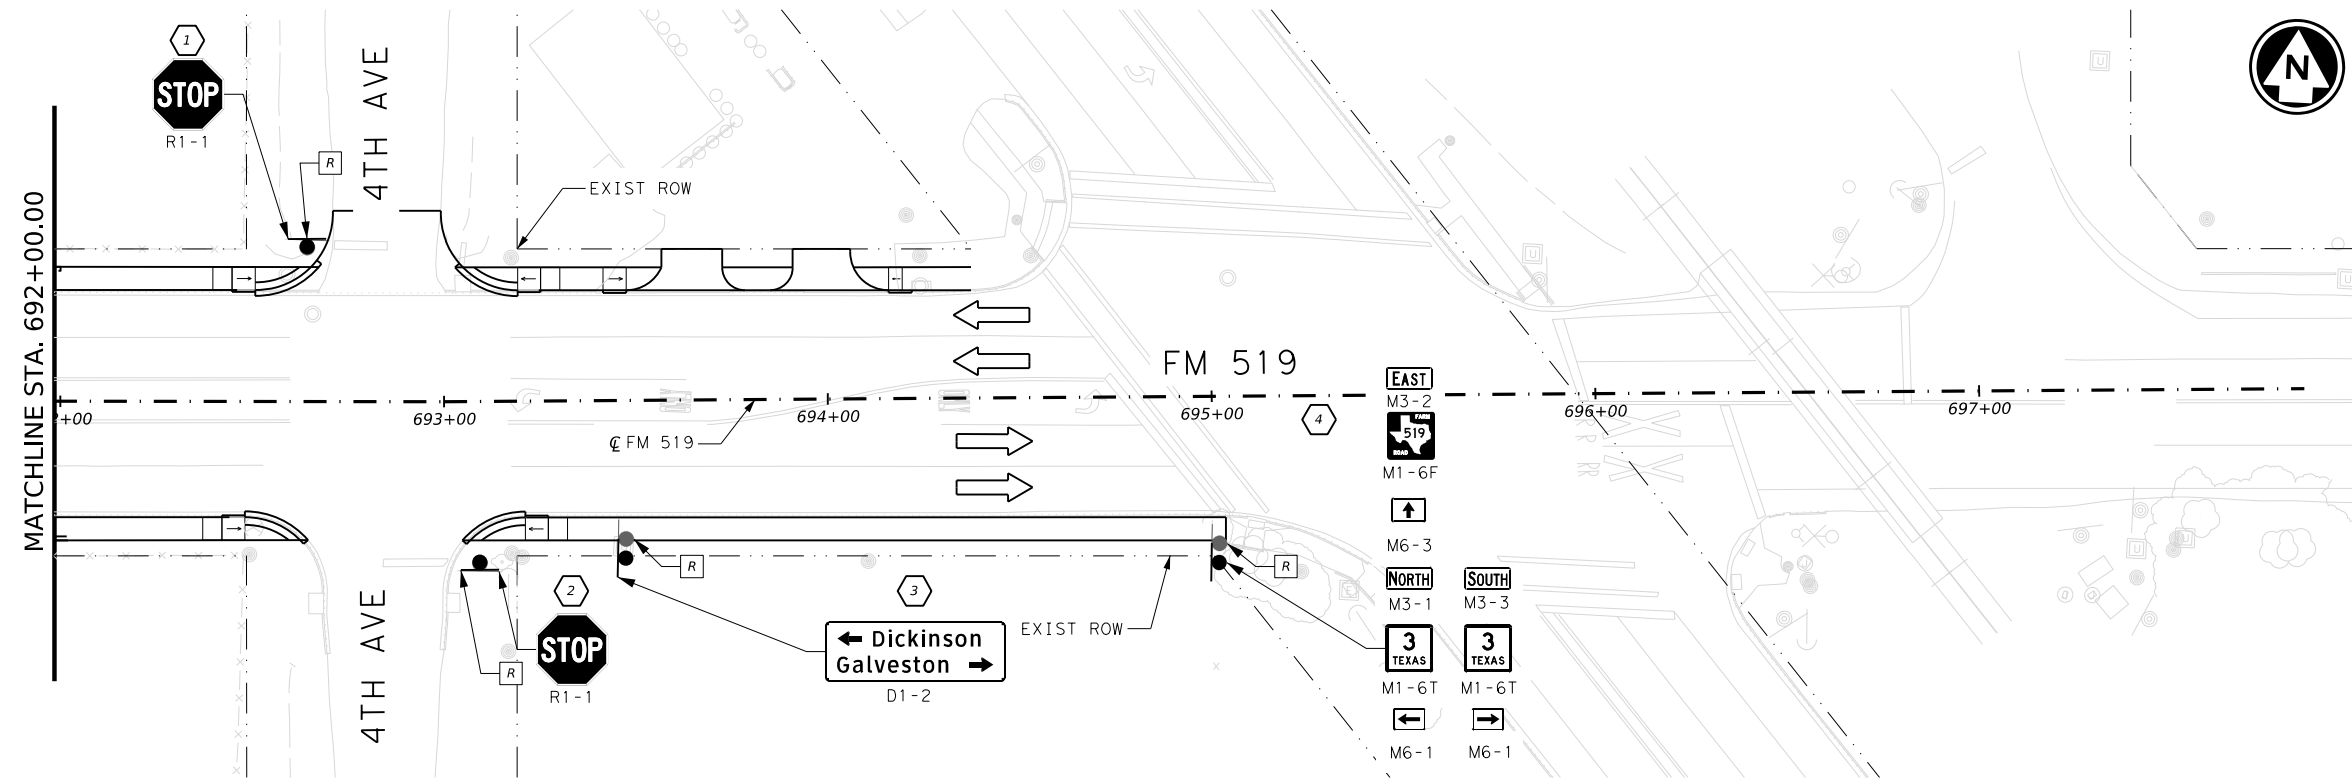 1
STOP
R1-1
R
4TH AVE
N
EXIST ROW
MATCHLINE STA. 692+00.00
FM 519
+00
693+00
694+00
695+00
696+00
697+00
℄ FM 519
4
EAST
M3-2
FARM
519
ROAD
M1-6F
M6-3
R
R
2
STOP
R1-1
R
3
← Dickinson
Galveston →
D1-2
EXIST ROW
4TH AVE
NORTH SOUTH
M3-1 M3-3
3 3
TEXAS TEXAS
M1-6T M1-6T
M6-1 M6-1